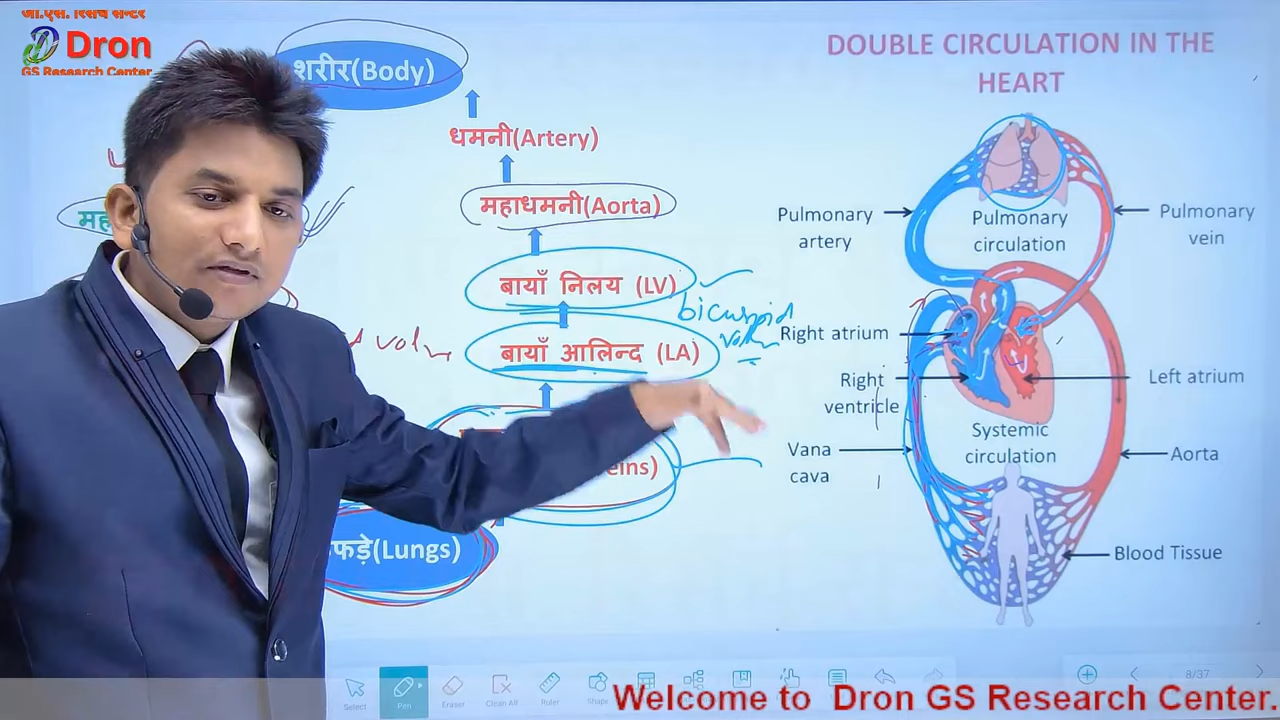 जी.एस. रिसर्च सेन्टर
Dron
GS Research Center
शरीर(Body)
धमनी(Artery)
महाधमनी(Aorta)
बायाँ निलय (LV)
bicuspid
बायाँ आलिन्द (LA)
(Lungs)
DOUBLE CIRCULATION IN THE
HEART
Pulmonary
artery
Pulmonary
circulation
Pulmonary
vein
Right atrium
Right
ventricle
Left atrium
Vana
cava
Systemic
circulation
Aorta
Blood Tissue
Select
Pen
Eraser
Clean All
Ruler
Shape
8/37
Welcome to Dron GS Research Center.